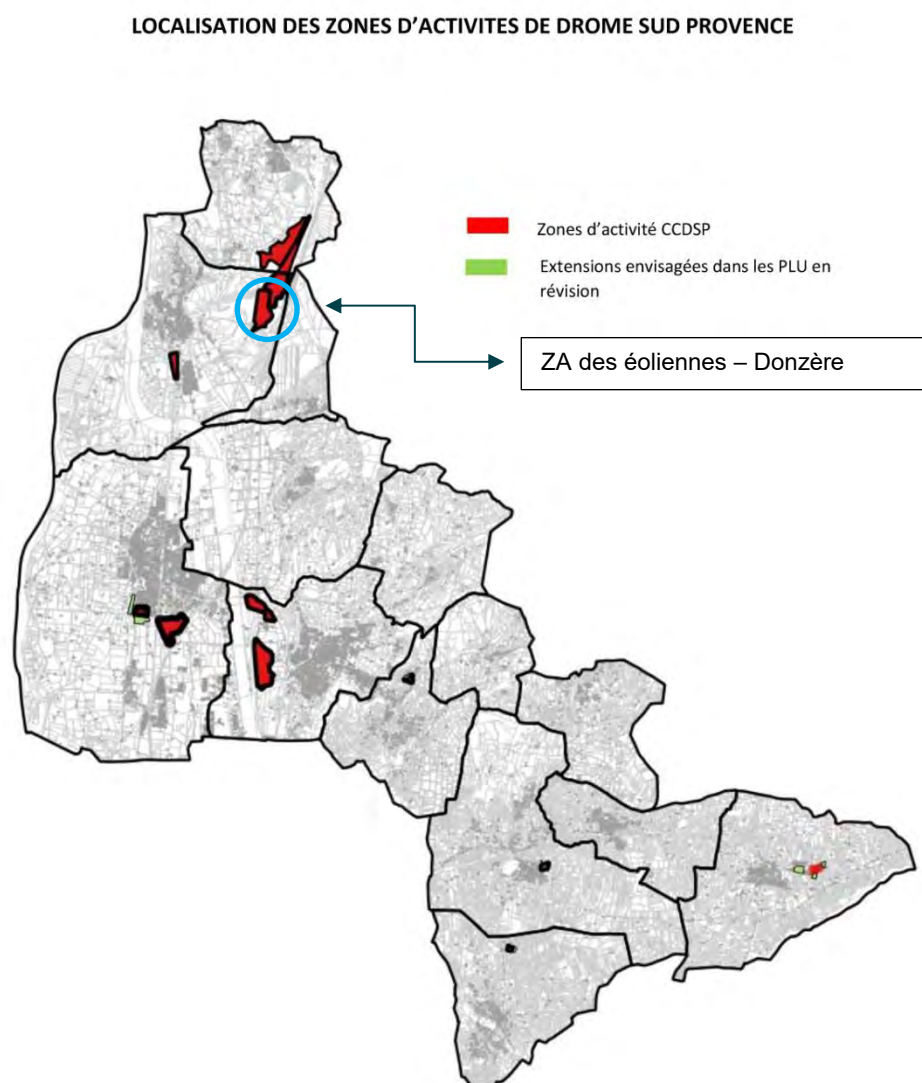 LOCALISATION DES ZONES D'ACTIVITES DE DROME SUD PROVENCE
Zones d'activité CCDSP
Extensions envisagées dans les PLU en
révision
ZA des éoliennes – Donzère